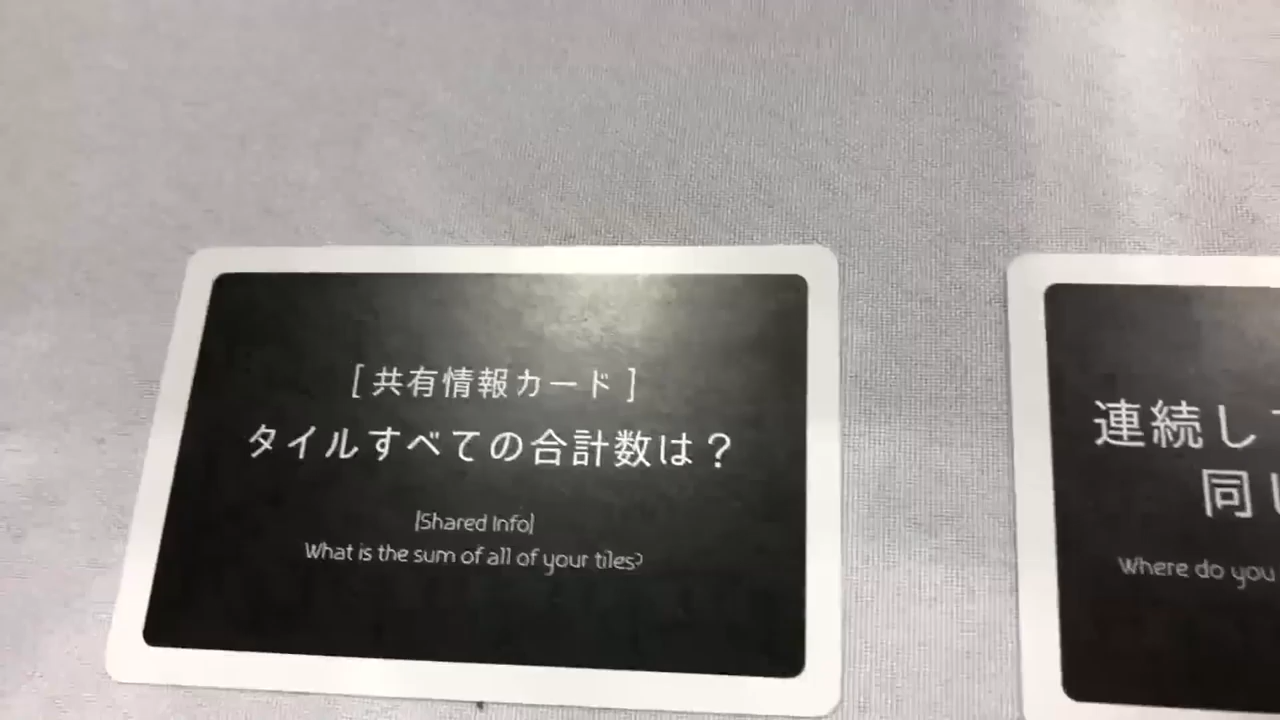 [ 共有情報カード ]
タイルすべての合計数は？
|Shared Info|
What is the sum of all of your tiles?
連続し
同
Where do you